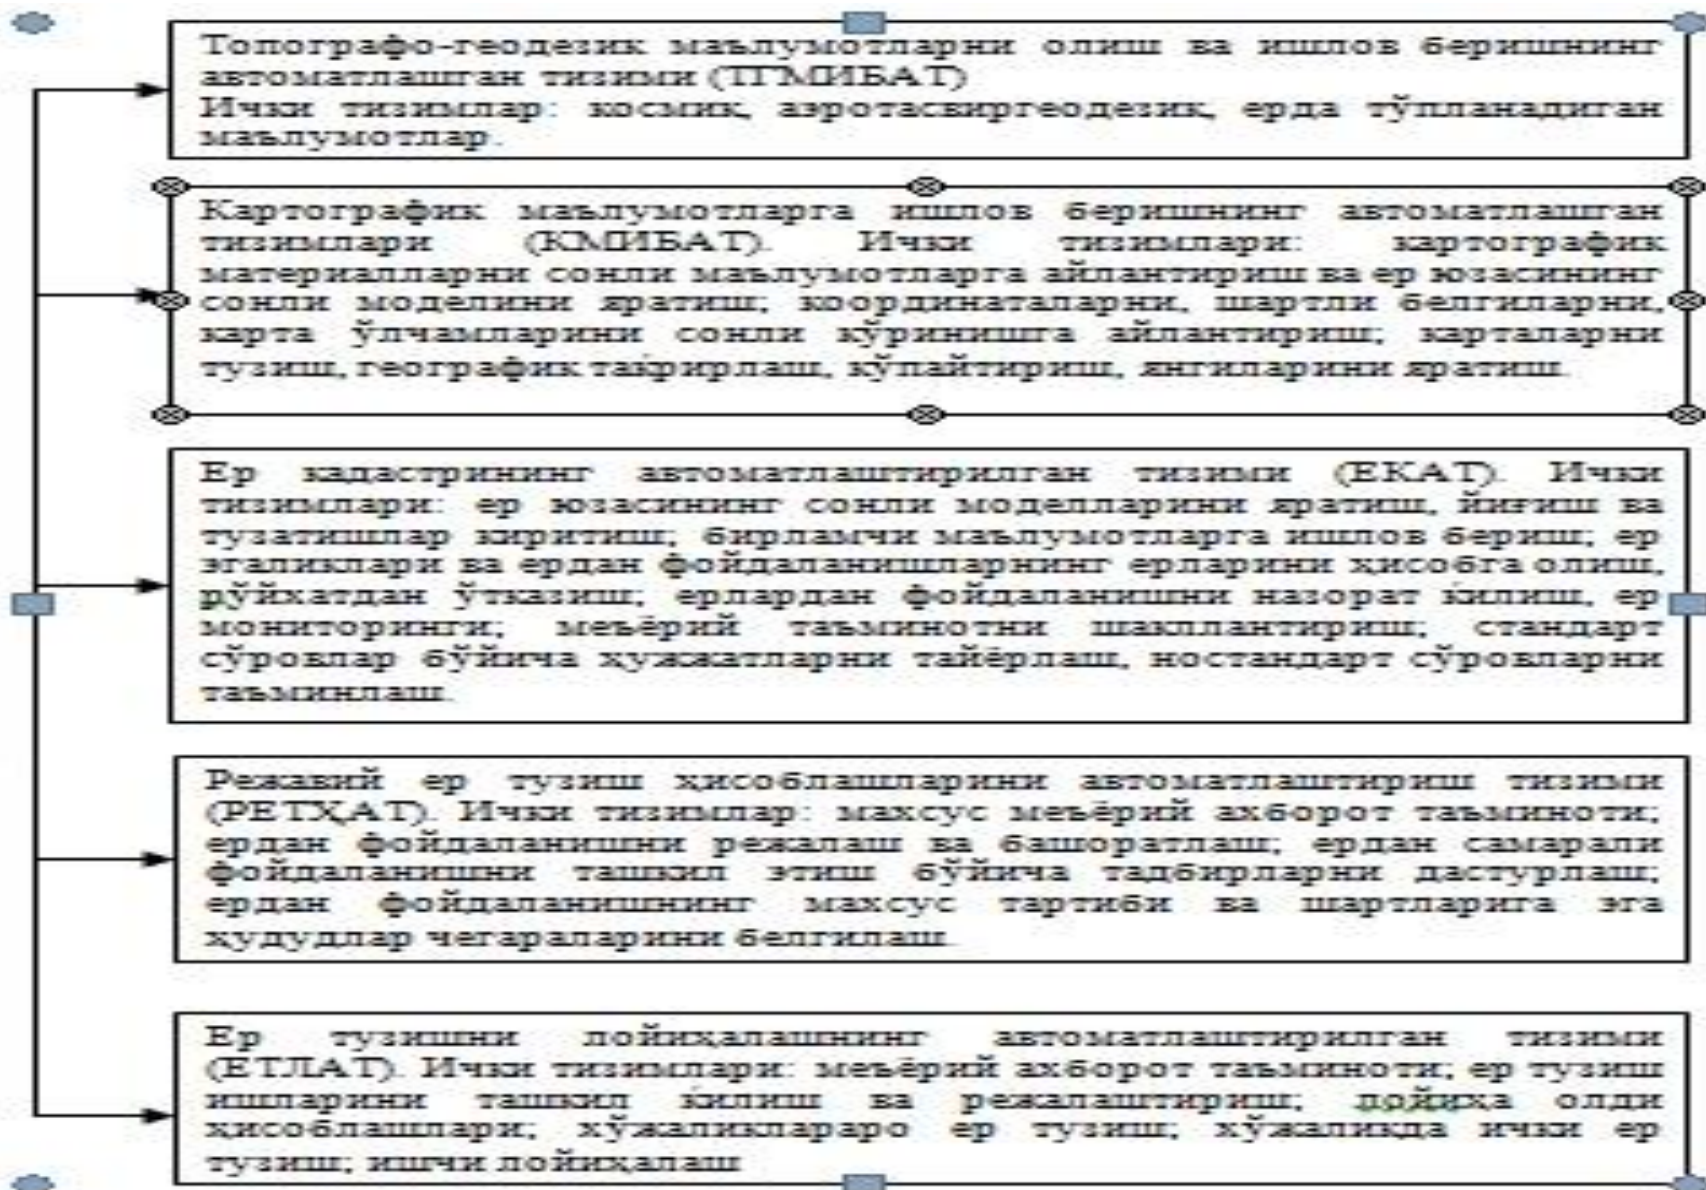 Топографо-геодезик маълумотларни олиш ва ишлов беришнинг
автоматлашган тизими (ТГМИБАТ)
Ички тизимлар: космик, аэротасвиргеодезик, ерда тўпланадиган
маълумотлар.
Картографик маълумотларга ишлов беришнинг автоматлашган
тизимлари (КМИБАТ). Ички тизимлари: картографик
материалларни сонли маълумотларга айлантириш ва ер юзасининг
сонли моделини яратиш; координаталарни, шартли белгиларни,
карта ўлчамларини сонли кўринишга айлантириш; карталарни
тузиш, географик таќрирлаш, кўпайтириш, янгиларини яратиш.
Ер кадастрининг автоматлаштирилган тизими (ЕКАТ). Ички
тизимлари: ер юзасининг сонли моделларини яратиш, йиғиш ва
тузатишлар киритиш; бирламчи маълумотларга ишлов бериш; ер
эгаликлари ва ердан фойдаланишларнинг ерларини ҳисобга олиш,
рўйхатдан ўтказиш; ерлардан фойдаланишни назорат ќилиш, ер
мониторинги; меъёрий таъминотни шакллантириш; стандарт
сўровлар бўйича ҳужжатларни тайёрлаш, ностандарт сўровларни
таъминлаш.
Режавий ер тузиш ҳисоблашларини автоматлаштириш тизими
(РЕТҲАТ). Ички тизимлар: махсус меъёрий ахборот таъминоти;
ердан фойдаланишни режалаш ва башоратлаш; ердан самарали
фойдаланишни ташкил этиш бўйича тадбирларни дастурлаш;
ердан фойдаланишнинг махсус тартиби ва шартларига эга
ҳудудлар чегараларини белгилаш.
Ер тузишни лойиҳалашнинг автоматлаштирилган тизими
(ЕТЛАТ). Ички тизимлари: меъёрий ахборот таъминоти; ер тузиш
ишларини ташкил ќилиш ва режалаштириш; лойиҳа олди
ҳисоблашлари; хўжаликлараро ер тузиш; хўжаликда ички ер
тузиш; ишчи лойиҳалаш